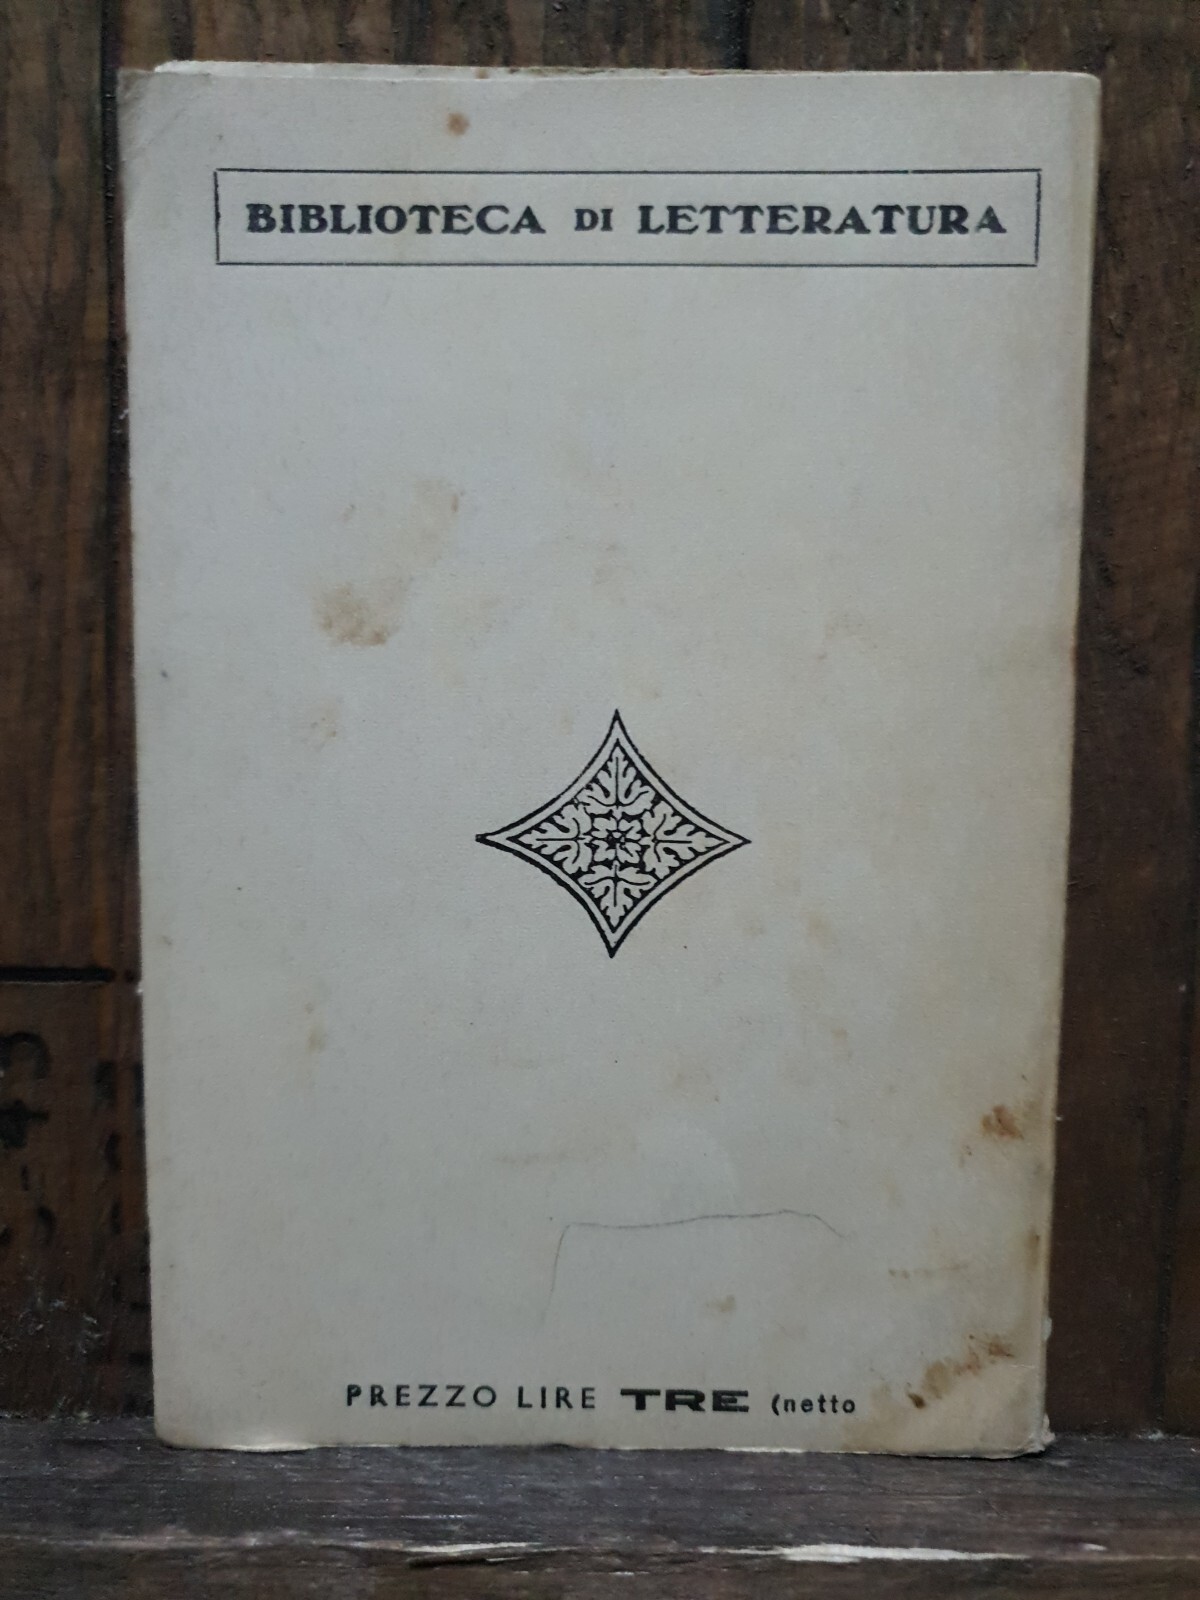 BIBLIOTECA DI LETTERATURA
PREZZO LIRE TRE (netto